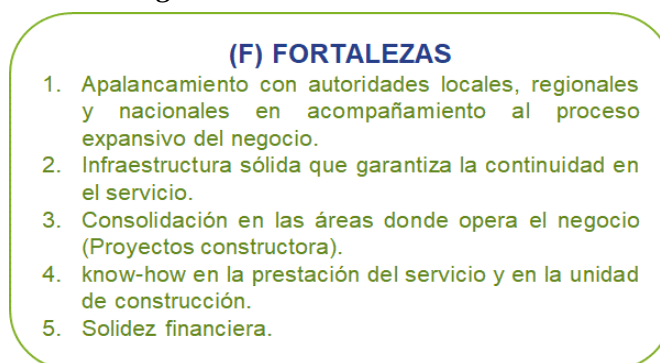 (F) FORTALEZAS
1. Apalancamiento con autoridades locales, regionales
y nacionales en acompañamiento al proceso
expansivo del negocio.
2. Infraestructura sólida que garantiza la continuidad en
el servicio.
3. Consolidación en las áreas donde opera el negocio
(Proyectos constructora).
4. know-how en la prestación del servicio y en la unidad
de construcción.
5. Solidez financiera.